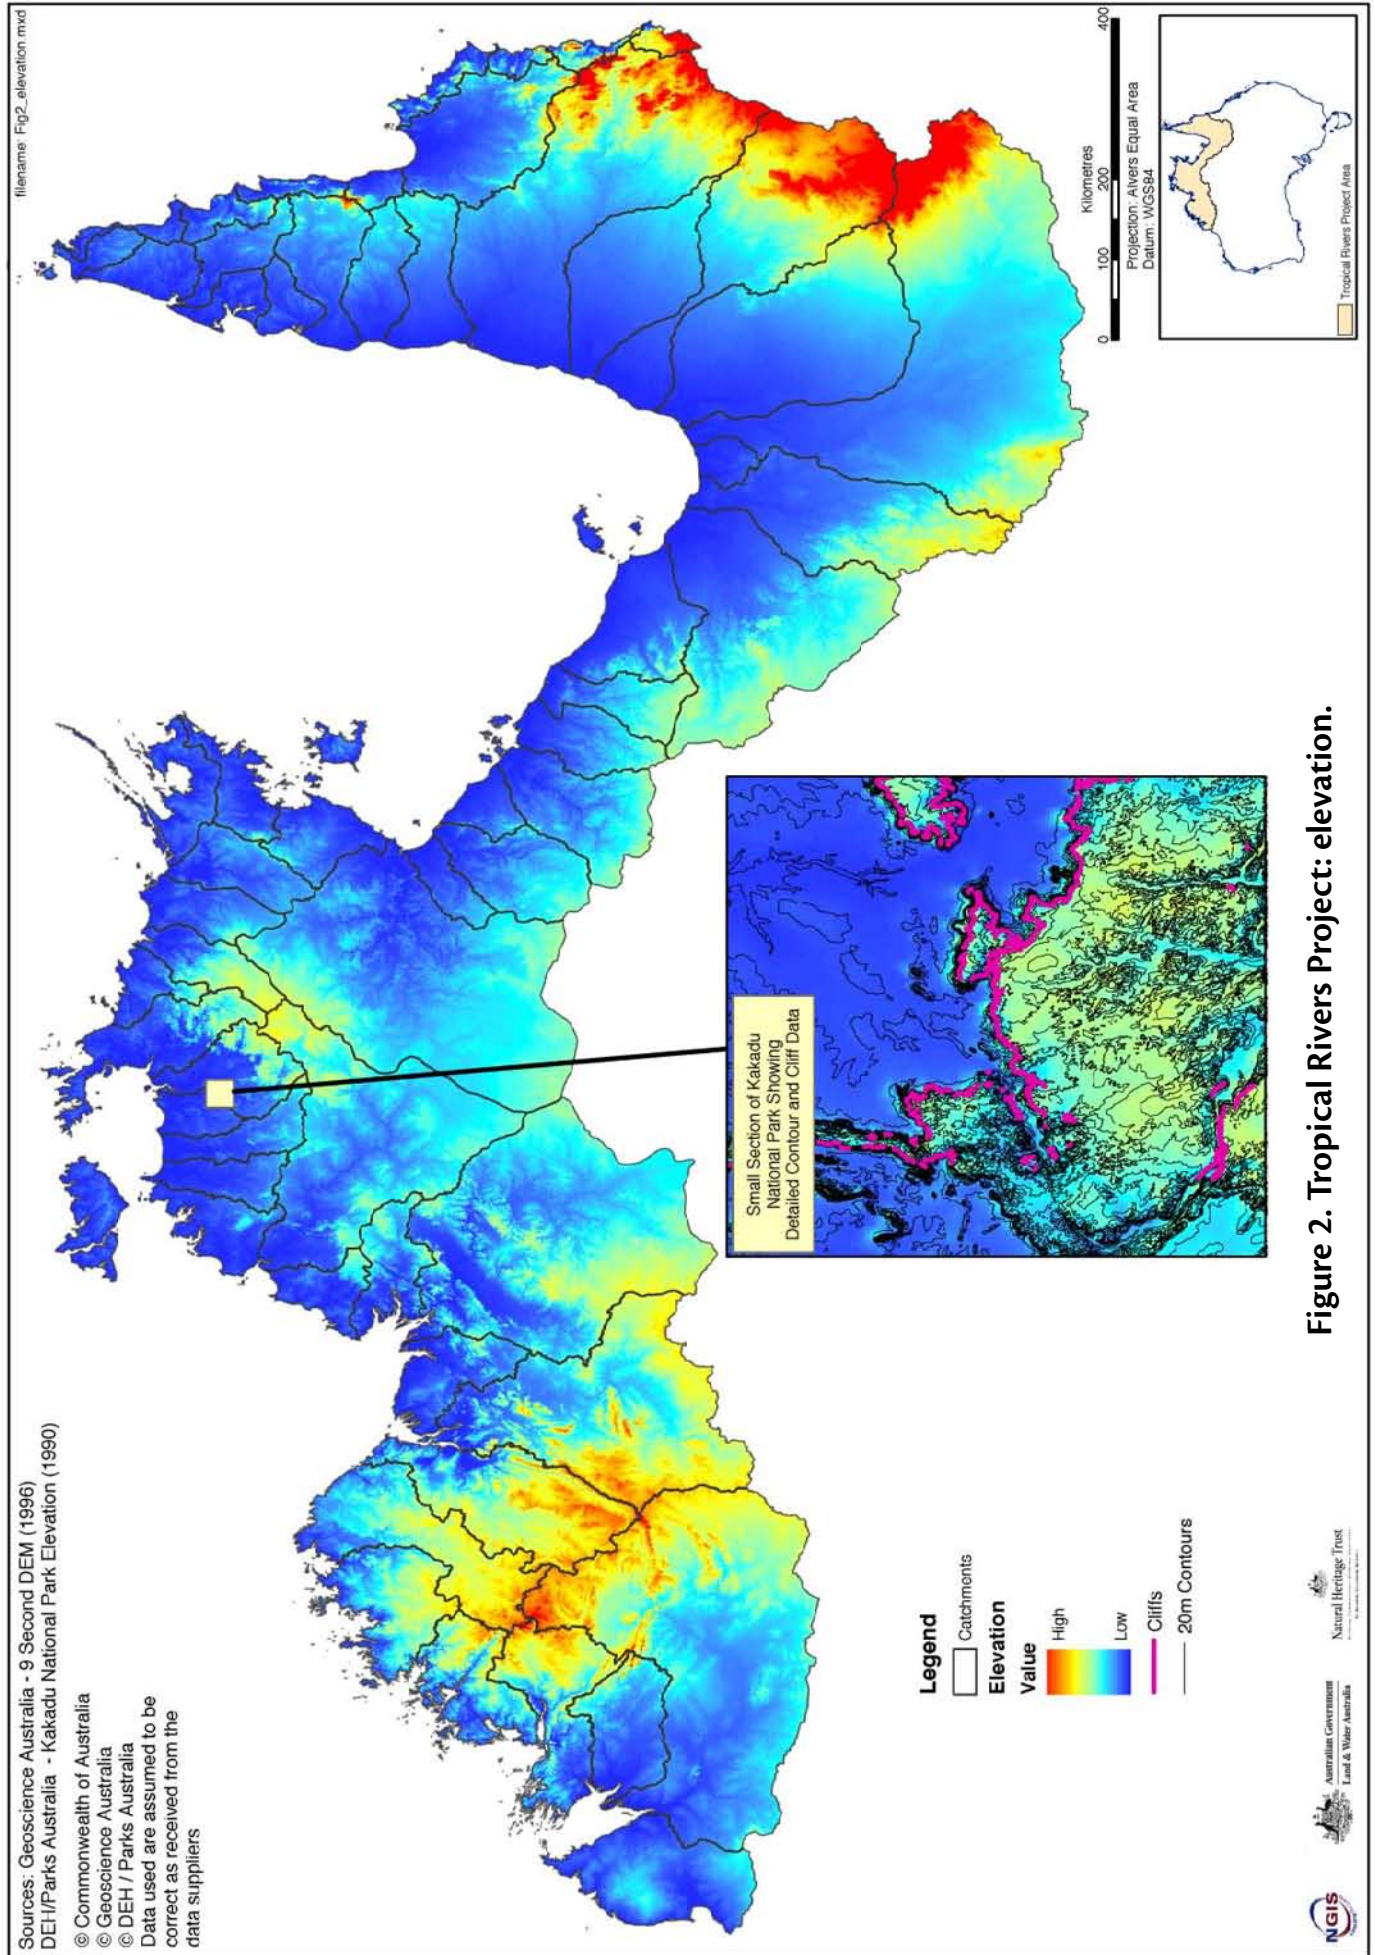 Sources: Geoscience Australia - 9 Second DEM (1996)
DEH/Parks Australia - Kakadu National Park Elevation (1990)
© Commonwealth of Australia
© Geoscience Australia
© DEH / Parks Australia
Data used are assumed to be
correct as received from the
data suppliers
filename: Fig2_elevation.mxd
Small Section of Kakadu
National Park Showing
Detailed Contour and Cliff Data
Legend
Catchments
Elevation
Value
High
Low
Cliffs
20m Contours
Kilometres
0 100 200 400
Projection: Alvers Equal Area
Datum: WGS84
Tropical Rivers Project Area
NGIS
Australian Government
Land & Water Australia
Natural Heritage Trust
Figure 2. Tropical Rivers Project: elevation.